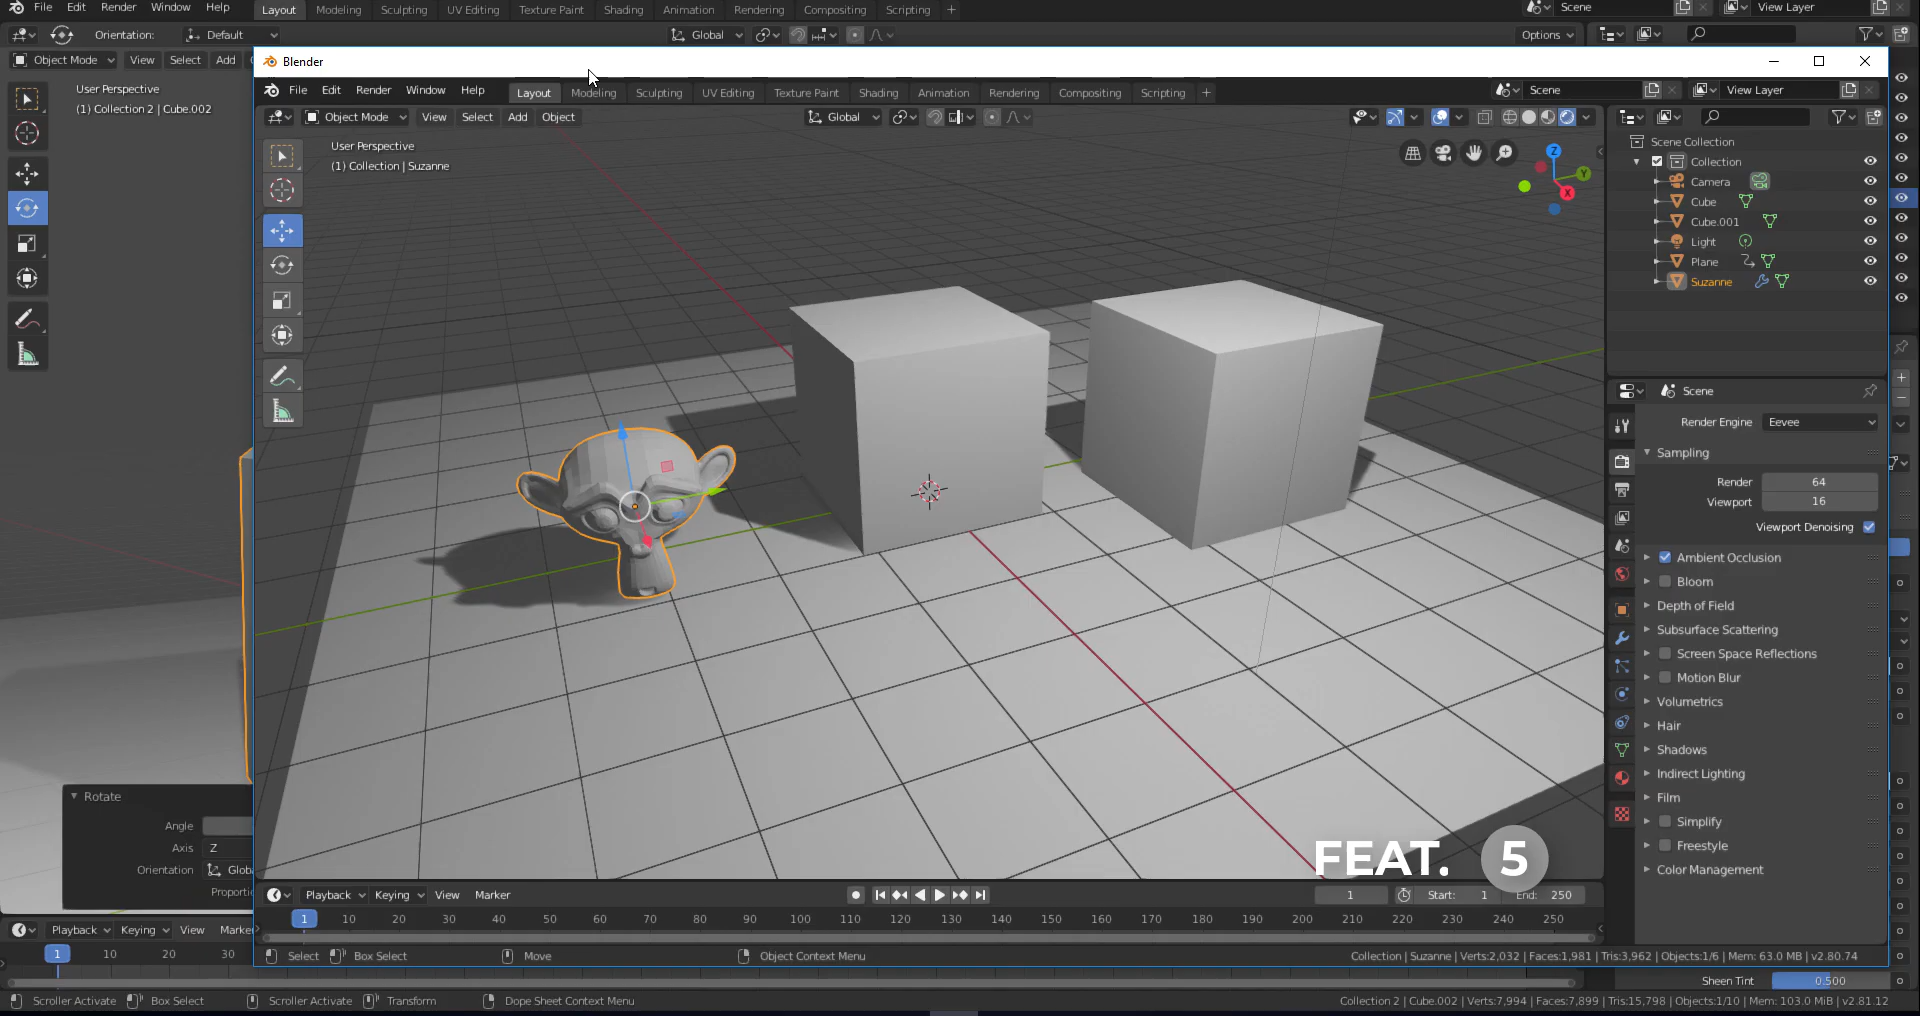 File Edit Render Window Help Layout Modeling Sculpting UV Editing Texture Paint Shading Animation Rendering Compositing Scripting + Scene View Layer
Orientation: Default Global Options
Object Mode View Select Add
User Perspective
(1) Collection 2 | Cube.002
Blender
File Edit Render Window Help Layout Modeling Sculpting UV Editing Texture Paint Shading Animation Rendering Compositing Scripting + Scene View Layer
Object Mode View Select Add Object Global
User Perspective
(1) Collection | Suzanne
Z
Y
X
Scene Collection
Collection
Camera
Cube
Cube.001
Light
Plane
Suzanne
Scene
Render Engine Eevee
Sampling
Render 64
Viewport 16
Viewport Denoising
Ambient Occlusion
Bloom
Depth of Field
Subsurface Scattering
Screen Space Reflections
Motion Blur
Volumetrics
Hair
Shadows
Indirect Lighting
Film
Simplify
Freestyle
Color Management
Rotate
Angle
Axis Z
Orientation Globa
Proportio
FEAT. 5
Playback Keying View Marker 1 Start: 1 End: 250
1 10 20 30 40 50 60 70 80 90 100 110 120 130 140 150 160 170 180 190 200 210 220 230 240 250
Select Box Select Move Object Context Menu Collection | Suzanne | Verts:2,032 | Faces:1,981 | Tris:3,962 | Objects:1/6 | Mem: 63.0 MB | v2.80.74
Playback Keying View Marke
1 10 20 30
Sheen Tint 0.500
Scroller Activate Box Select Scroller Activate Transform Dope Sheet Context Menu Collection 2 | Cube.002 | Verts:7,994 | Faces:7,899 | Tris:15,798 | Objects:1/10 | Mem: 103.0 MiB | v2.81.12